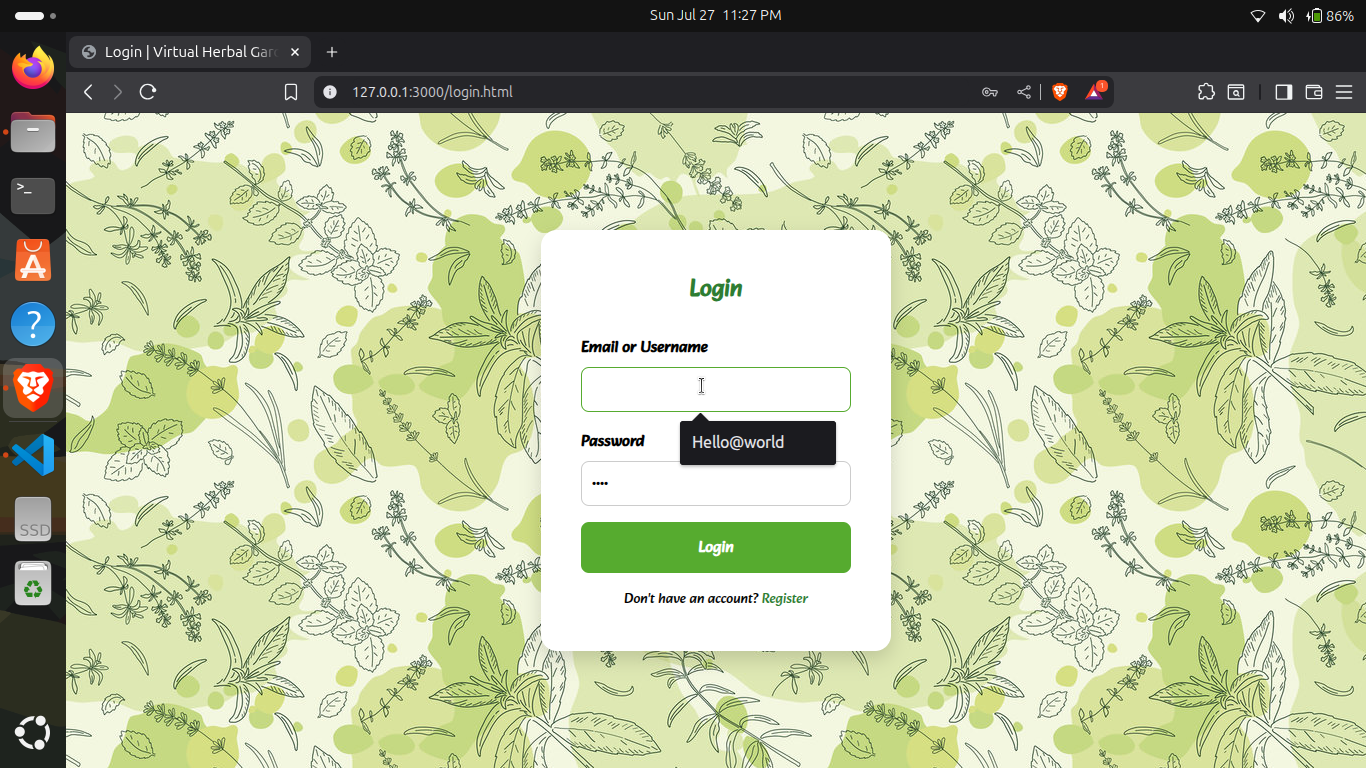 Sun Jul 27 11:27 PM
86%
Login | Virtual Herbal Gar
127.0.0.1:3000/login.html
1
>_
Login
Email or Username
Hello@world
Password
••••
Login
Don't have an account? Register
SSD